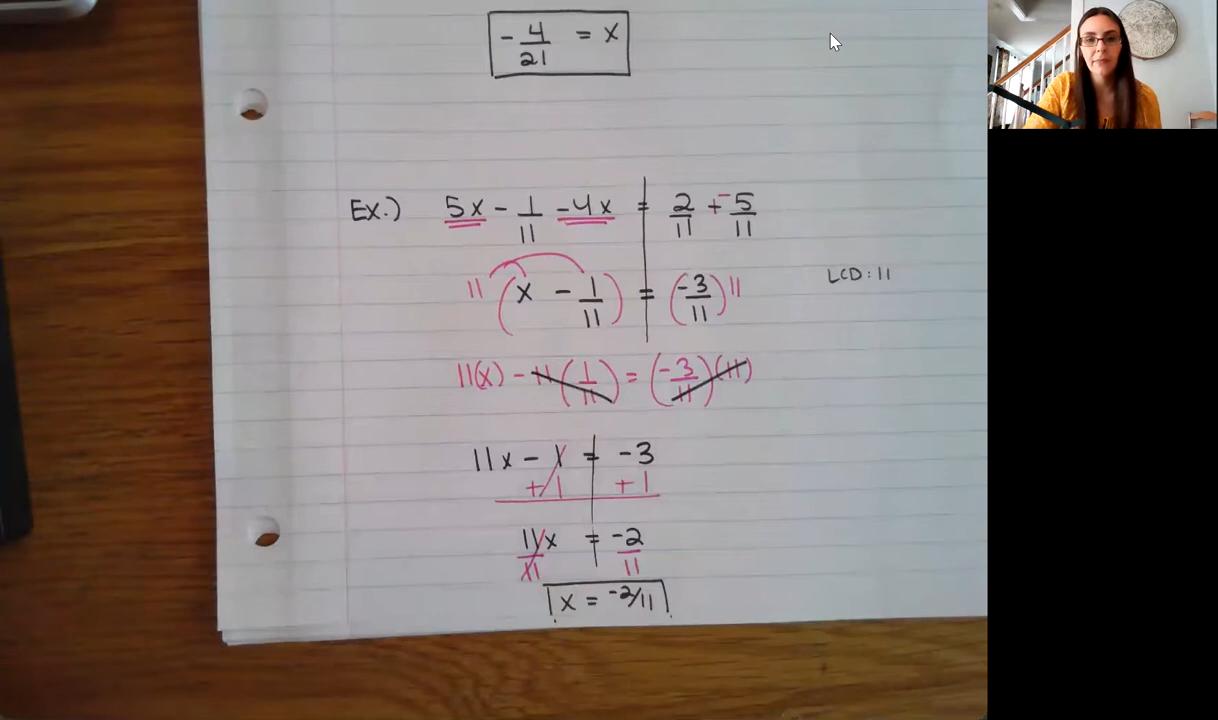 - 4/21 = x
Ex.) 5x - 1/11 - 4x = 2/11 + -5/11
11 (x - 1/11) = (-3/11) 11
LCD: 11
11(x) - 11(1/11) = (-3/11)(11)
11x - 1 = -3
+ 1 + 1
11x = -2
11 11
x = -2/11